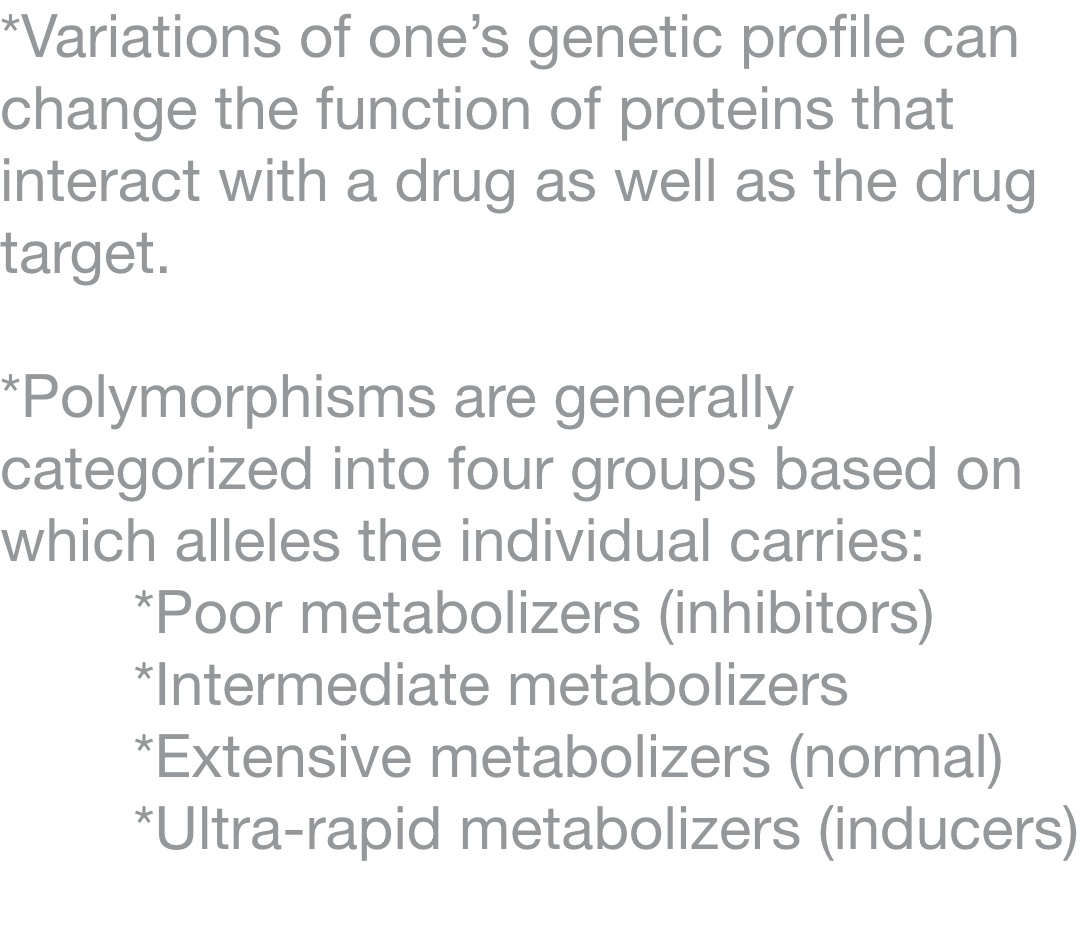 *Variations of one’s genetic profile can
change the function of proteins that
interact with a drug as well as the drug
target.
*Polymorphisms are generally
categorized into four groups based on
which alleles the individual carries:
*Poor metabolizers (inhibitors)
*Intermediate metabolizers
*Extensive metabolizers (normal)
*Ultra-rapid metabolizers (inducers)